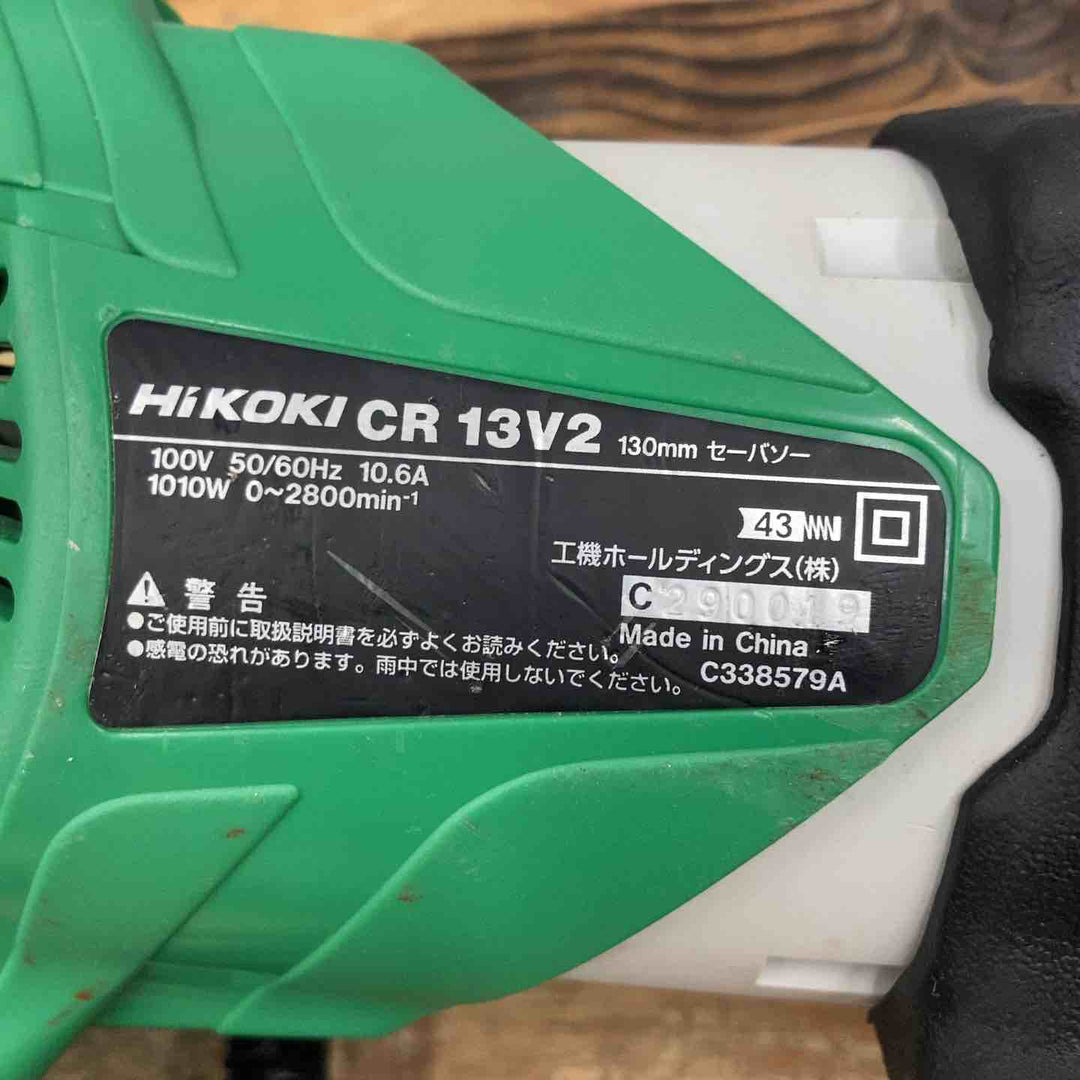 HiKOKI CR 13V2 130mm セーバソー
100V 50/60Hz 10.6A
1010W 0~2800min⁻¹
43
工機ホールディングス(株)
C290019
Made in China
C338579A
警告
●ご使用前に取扱説明書を必ずよくお読みください。
●感電の恐れがあります。雨中では使用しないでください。